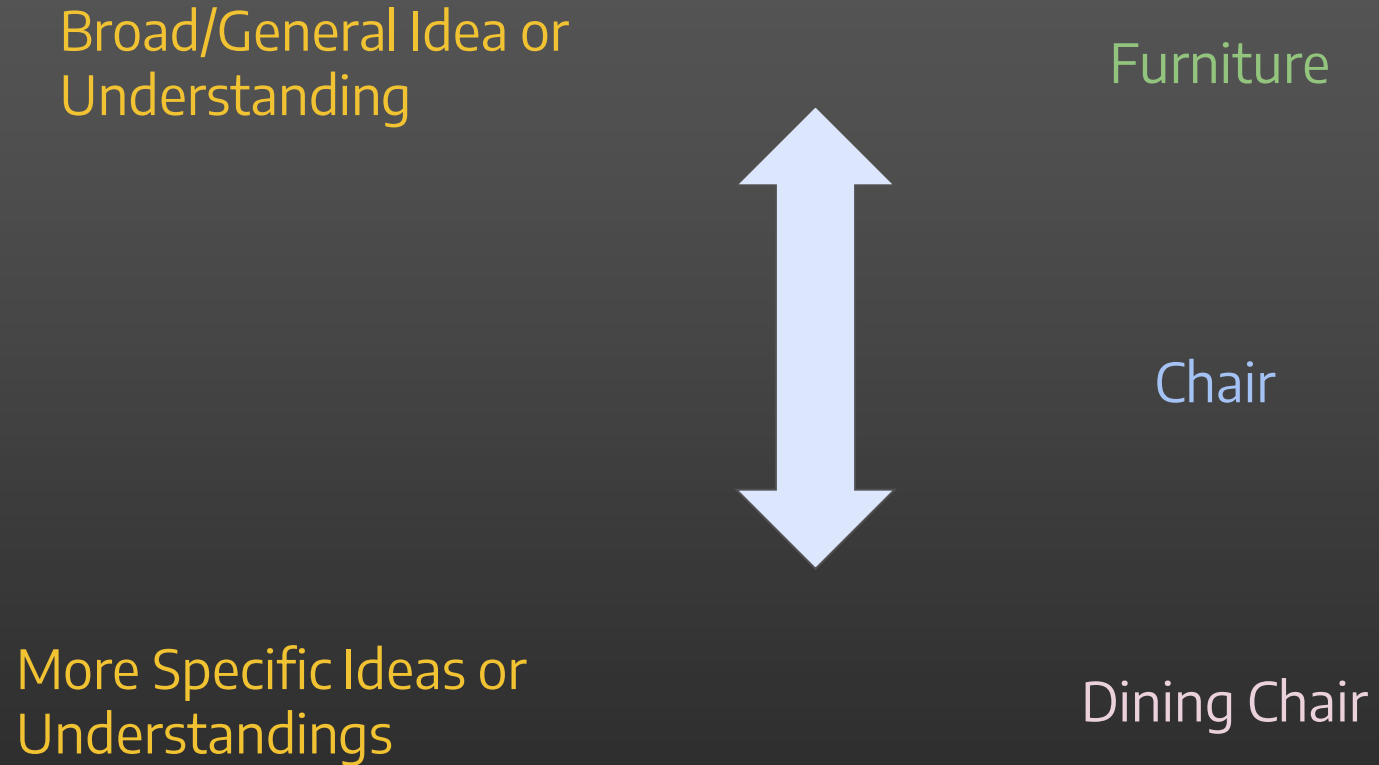 Broad/General Idea or
Understanding
Furniture
Chair
More Specific Ideas or
Understandings
Dining Chair